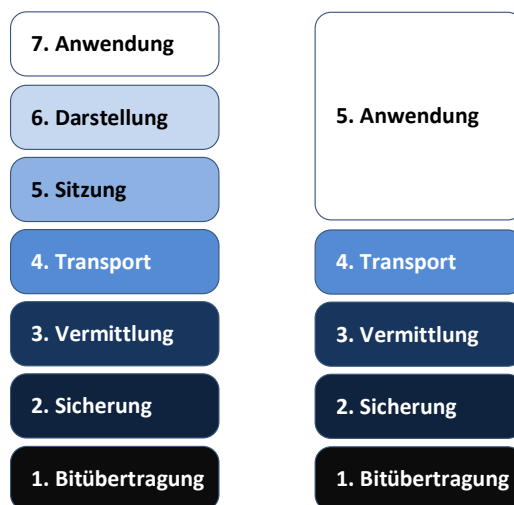 7. Anwendung
6. Darstellung
5. Sitzung
4. Transport
3. Vermittlung
2. Sicherung
1. Bitübertragung
5. Anwendung
4. Transport
3. Vermittlung
2. Sicherung
1. Bitübertragung